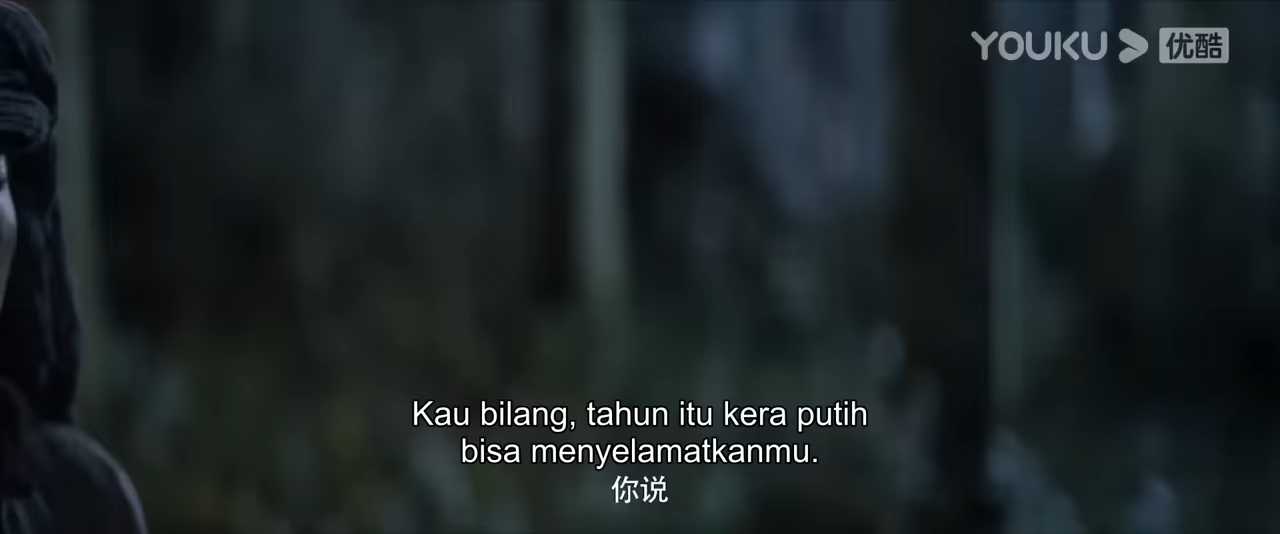 YOUKU 优酷
Kau bilang, tahun itu kera putih
bisa menyelamatkanmu.
你说